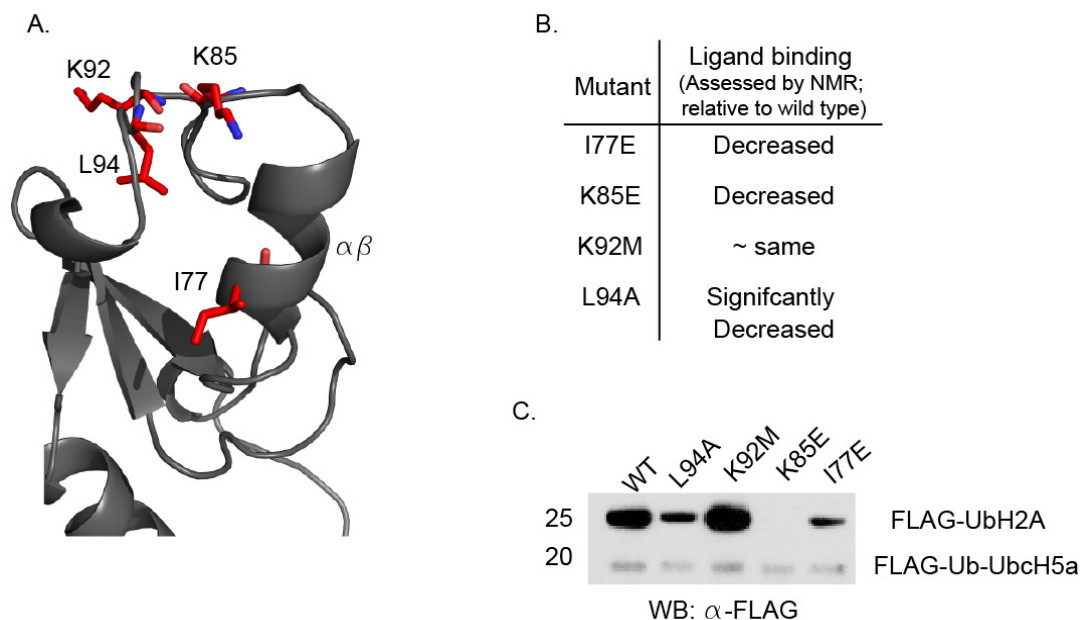 A.
K92
K85
L94
I77
αβ
B.
Mutant
Ligand binding
(Assessed by NMR;
relative to wild type)
I77E Decreased
K85E Decreased
K92M ~ same
L94A Signifcantly
Decreased
C.
WT L94A K92M K85E I77E
25 FLAG-UbH2A
20 FLAG-Ub-UbcH5a
WB: α-FLAG